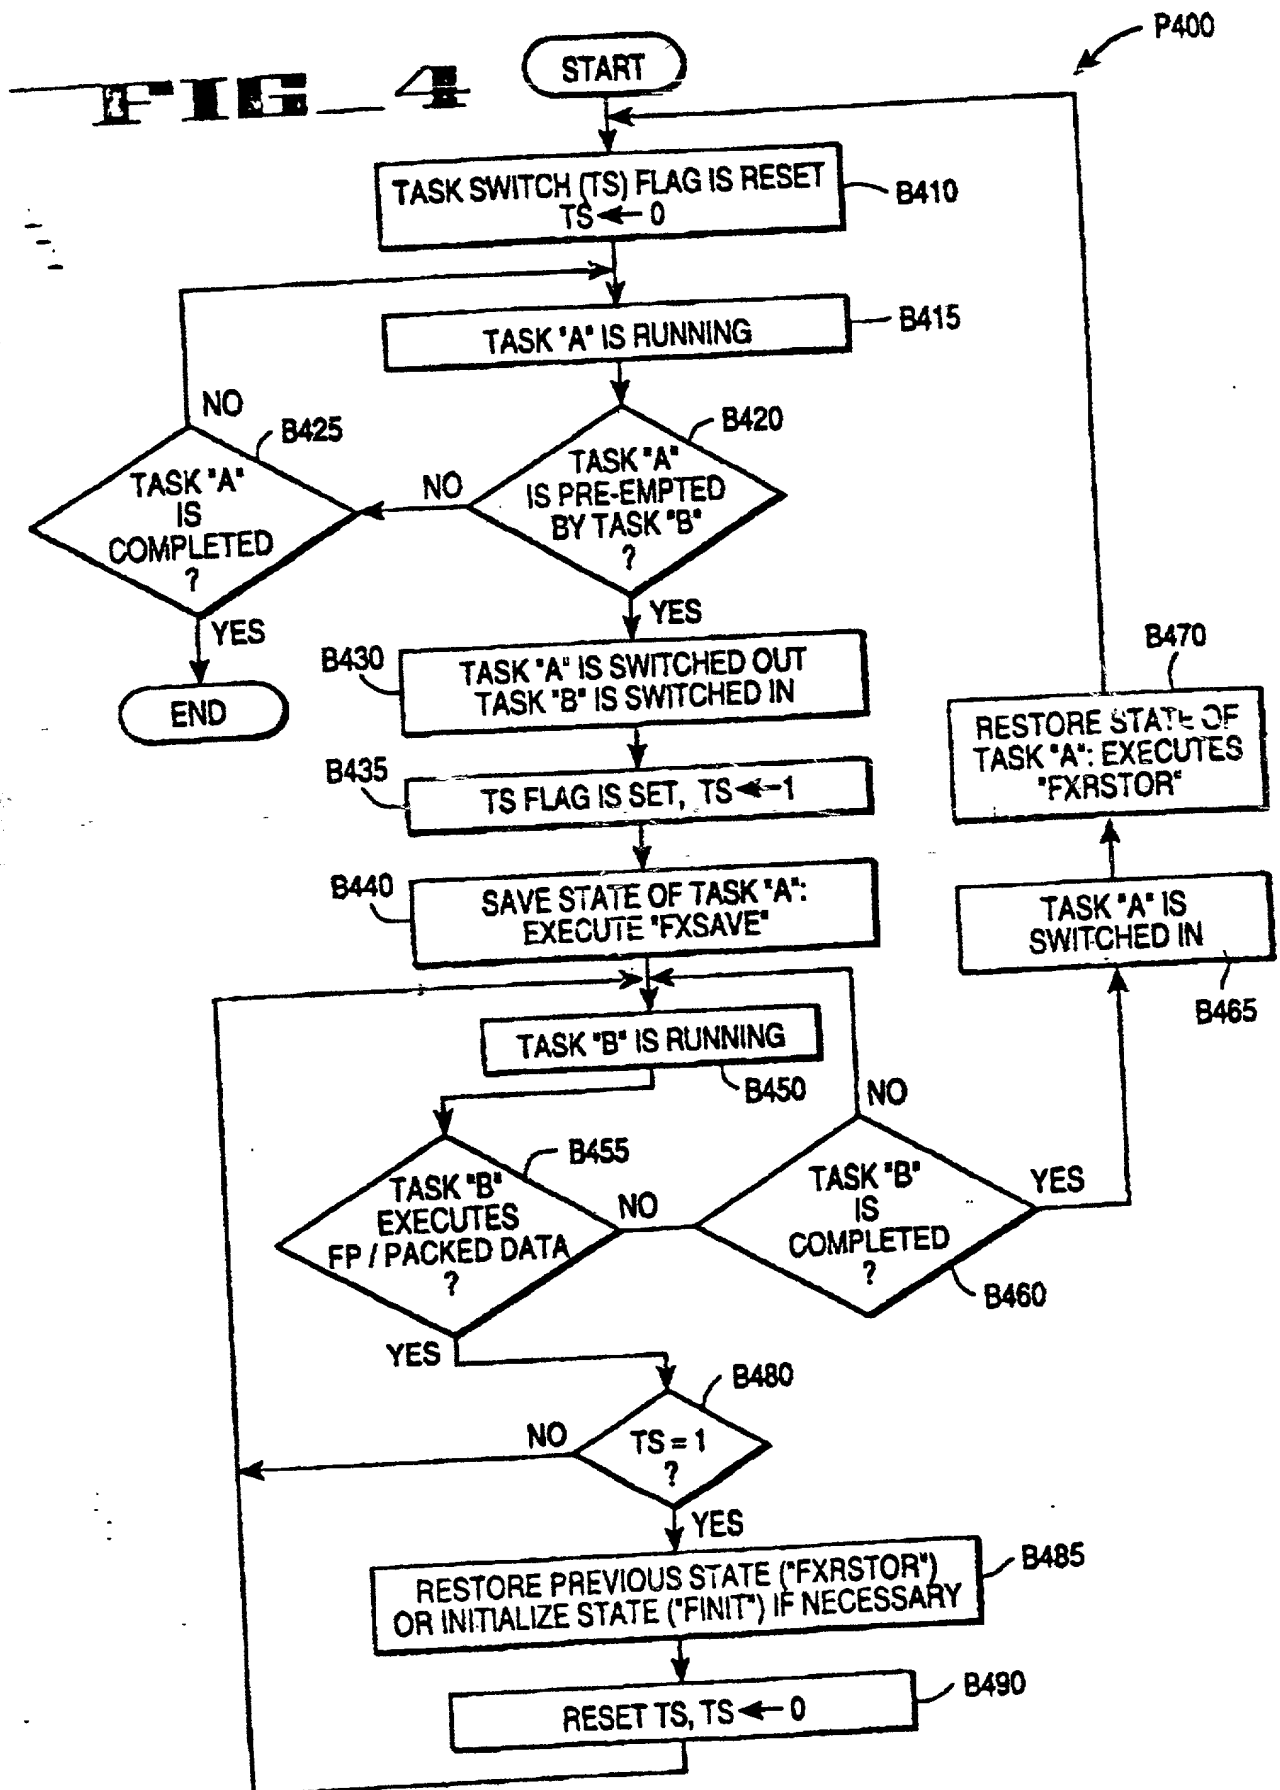 P400
FIG_4
START
TASK SWITCH (TS) FLAG IS RESET
TS ← 0
B410
TASK "A" IS RUNNING
B415
NO
B425
TASK "A"
IS
COMPLETED
?
YES
END
B420
TASK "A"
IS PRE-EMPTED
BY TASK "B"
?
NO
YES
B430
TASK "A" IS SWITCHED OUT
TASK "B" IS SWITCHED IN
B435
TS FLAG IS SET, TS ← 1
B440
SAVE STATE OF TASK "A":
EXECUTE "FXSAVE"
B470
RESTORE STATE OF
TASK "A": EXECUTES
"FXRSTOR"
TASK "A" IS
SWITCHED IN
B465
TASK "B" IS RUNNING
B450
B455
TASK "B"
EXECUTES
FP / PACKED DATA
?
NO
YES
NO
TASK "B"
IS
COMPLETED
?
YES
B460
B480
TS = 1
?
NO
YES
RESTORE PREVIOUS STATE ("FXRSTOR")
OR INITIALIZE STATE ("FINIT") IF NECESSARY
B485
RESET TS, TS ← 0
B490